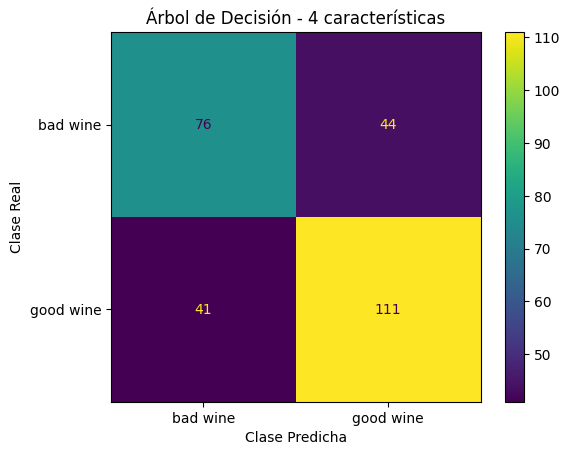 Árbol de Decisión - 4 características
Clase Real
bad wine
76
44
good wine
41
111
bad wine
good wine
Clase Predicha
110
100
90
80
70
60
50